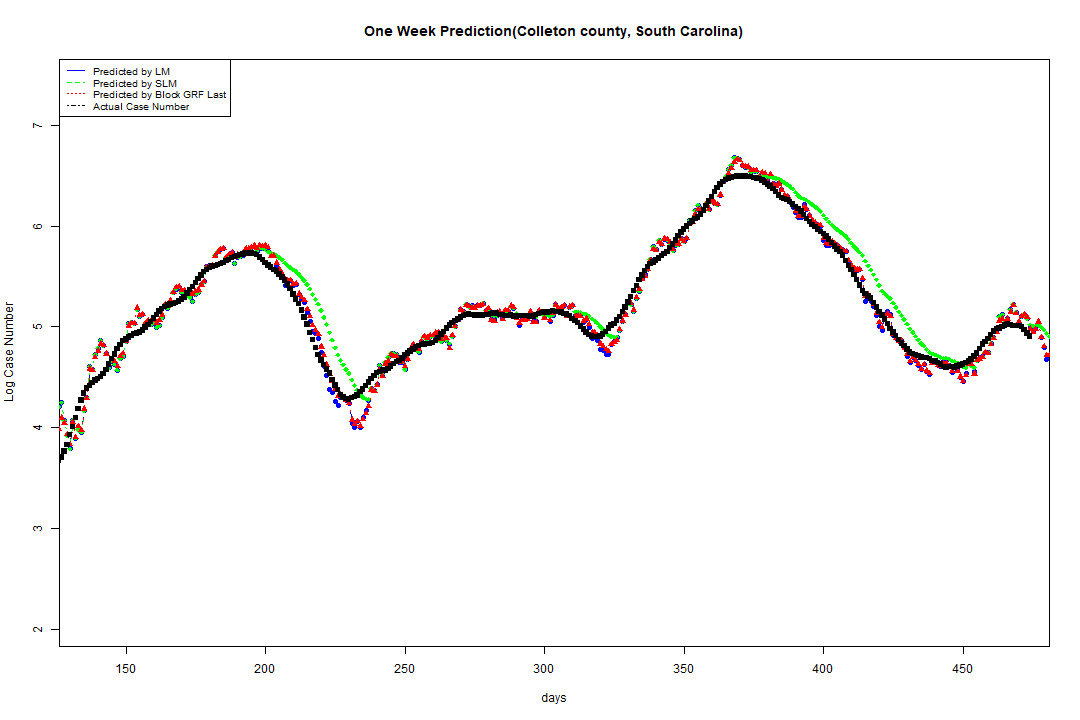 One Week Prediction(Colleton county, South Carolina)
Predicted by LM
Predicted by SLM
Predicted by Block GRF Last
Actual Case Number
7
6
5
4
3
2
Log Case Number
150 200 250 300 350 400 450
days